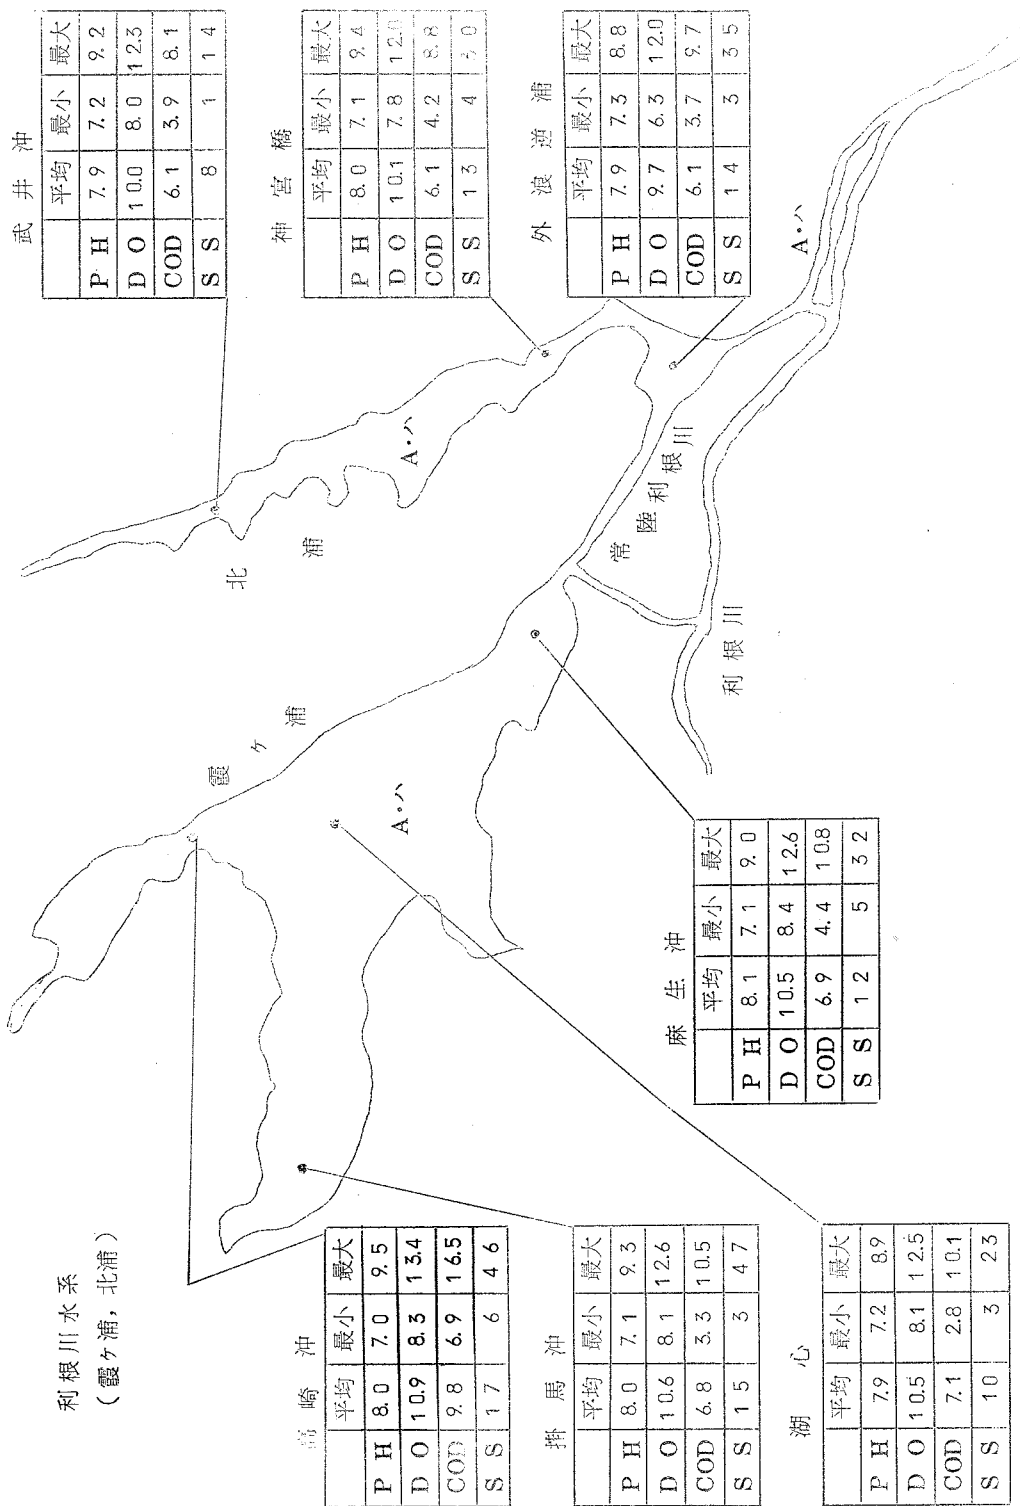 利根川水系
(霞ヶ浦，北浦)
高崎沖
平均 最小 最大
PH 8.0 7.0 9.5
DO 10.9 8.3 13.4
COD 9.8 6.9 16.5
SS 17 6 46
掛馬沖
平均 最小 最大
PH 8.0 7.1 9.3
DO 10.6 8.1 12.6
COD 6.8 3.3 10.5
SS 15 3 47
湖心
平均 最小 最大
PH 7.9 7.2 8.9
DO 10.5 8.1 12.5
COD 7.1 2.8 10.1
SS 10 3 23
麻生沖
平均 最小 最大
PH 8.1 7.1 9.0
DO 10.5 8.4 12.6
COD 6.9 4.4 10.8
SS 12 5 32
武井沖
平均 最小 最大
PH 7.9 7.2 9.2
DO 10.0 8.0 12.3
COD 6.1 3.9 8.1
SS 8 1 14
神宮橋
平均 最小 最大
PH 8.0 7.1 9.4
DO 10.1 7.8 12.0
COD 6.1 4.2 8.8
SS 13 4
外浪逆浦
平均 最小 最大
PH 7.9 7.3 8.8
DO 9.7 6.3 12.0
COD 6.1 3.7 9.7
SS 14 3 35
霞ヶ浦
A・ハ
北浦
A・ハ
常陸利根川
利根川
A・ハ